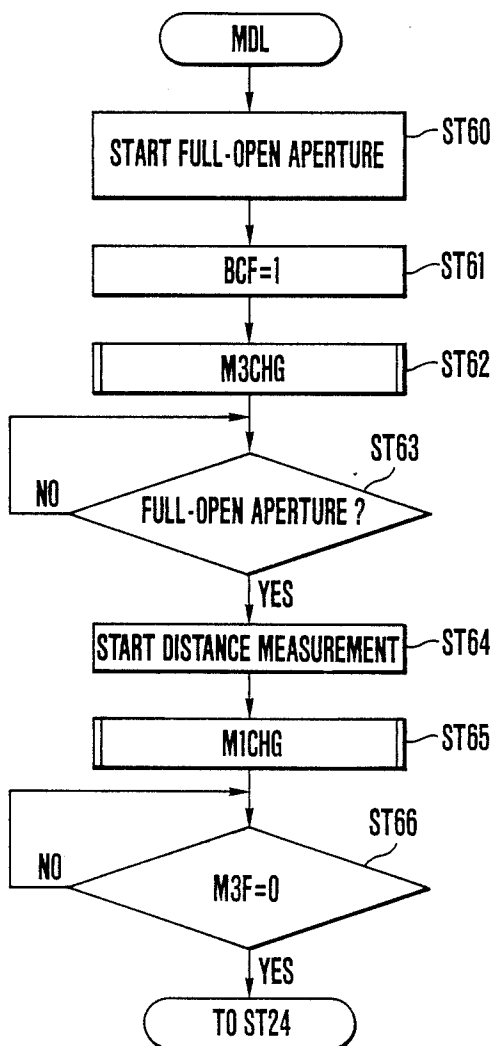 MDL
START FULL-OPEN APERTURE
ST60
BCF=1
ST61
M3CHG
ST62
ST63
NO
FULL-OPEN APERTURE ?
YES
START DISTANCE MEASUREMENT
ST64
M1CHG
ST65
ST66
NO
M3F=0
YES
TO ST24